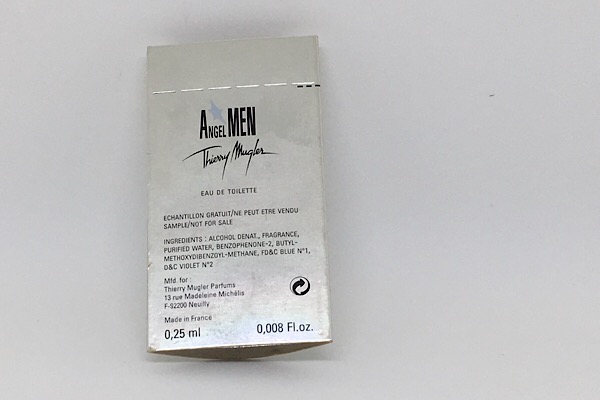 ANGEL MEN
Thierry Mugler
EAU DE TOILETTE
ECHANTILLON GRATUIT/NE PEUT ETRE VENDU
SAMPLE/NOT FOR SALE
INGREDIENTS : ALCOHOL DENAT., FRAGRANCE,
PURIFIED WATER, BENZOPHENONE-2, BUTYL-
METHOXYDIBENZOYL-METHANE, FD&C BLUE N°1,
D&C VIOLET N°2
Mfd. for :
Thierry Mugler Parfums
13 rue Madeleine Michélis
F-92200 Neuilly
Made in France
0,25 ml 0,008 Fl.oz.